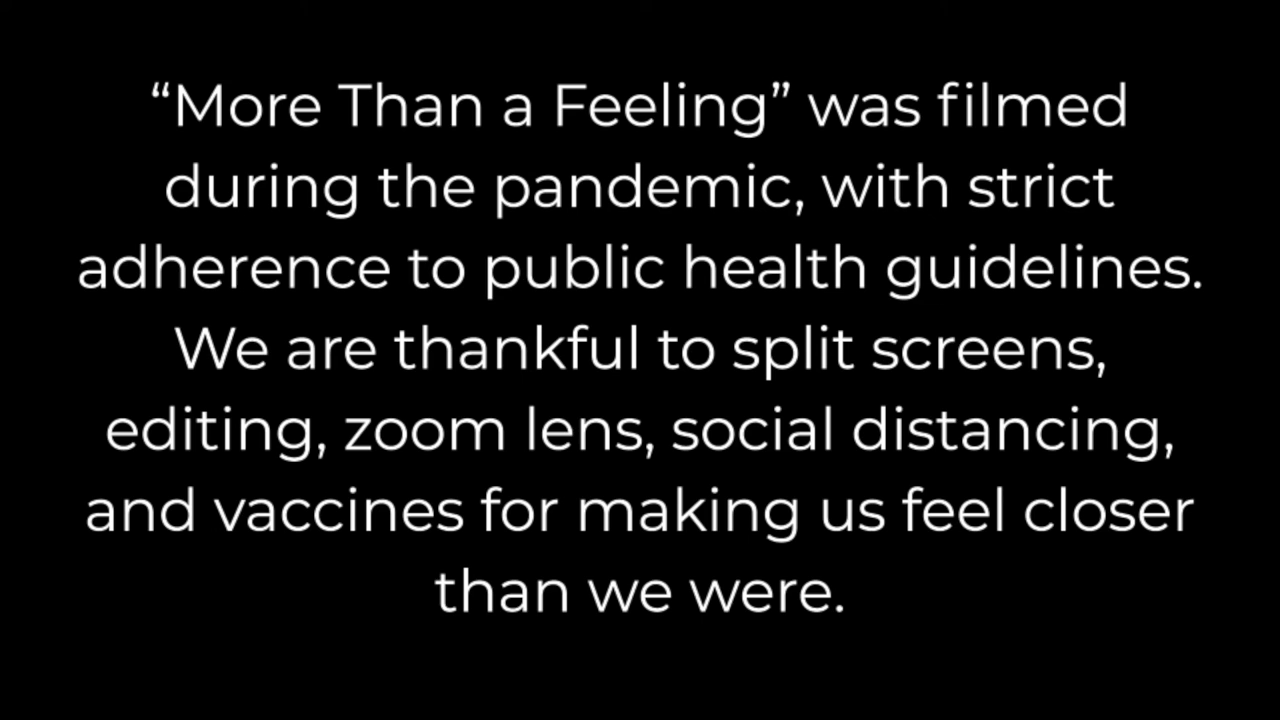 “More Than a Feeling” was filmed
during the pandemic, with strict
adherence to public health guidelines.
We are thankful to split screens,
editing, zoom lens, social distancing,
and vaccines for making us feel closer
than we were.